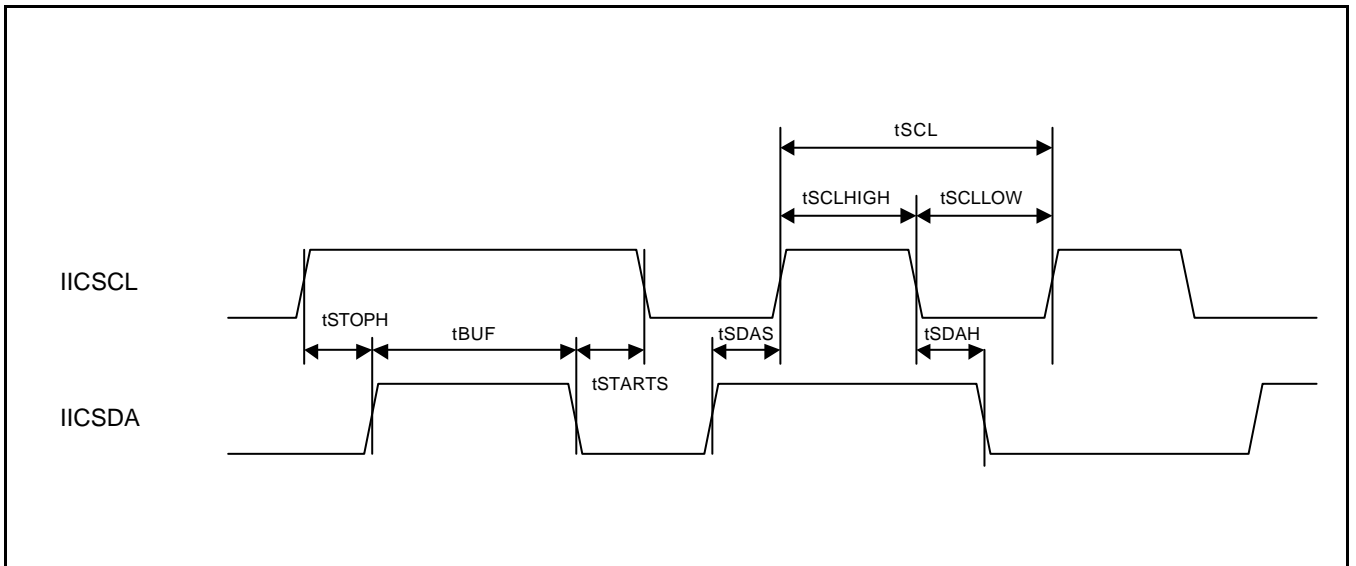 tSCL
tSCLHIGH
tSCLLOW
IICSCL
tSTOPH
tBUF
tSDAS
tSDAH
tSTARTS
IICSDA